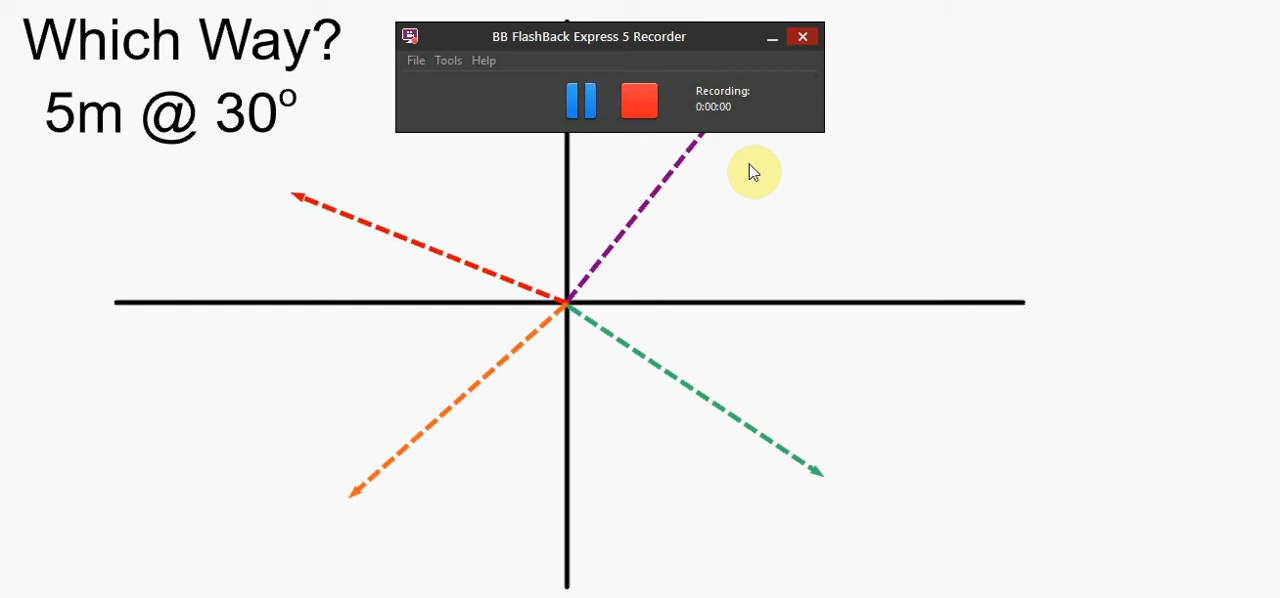 Which Way?
5m @ 30°
BB FlashBack Express 5 Recorder
File Tools Help
Recording:
0:00:00